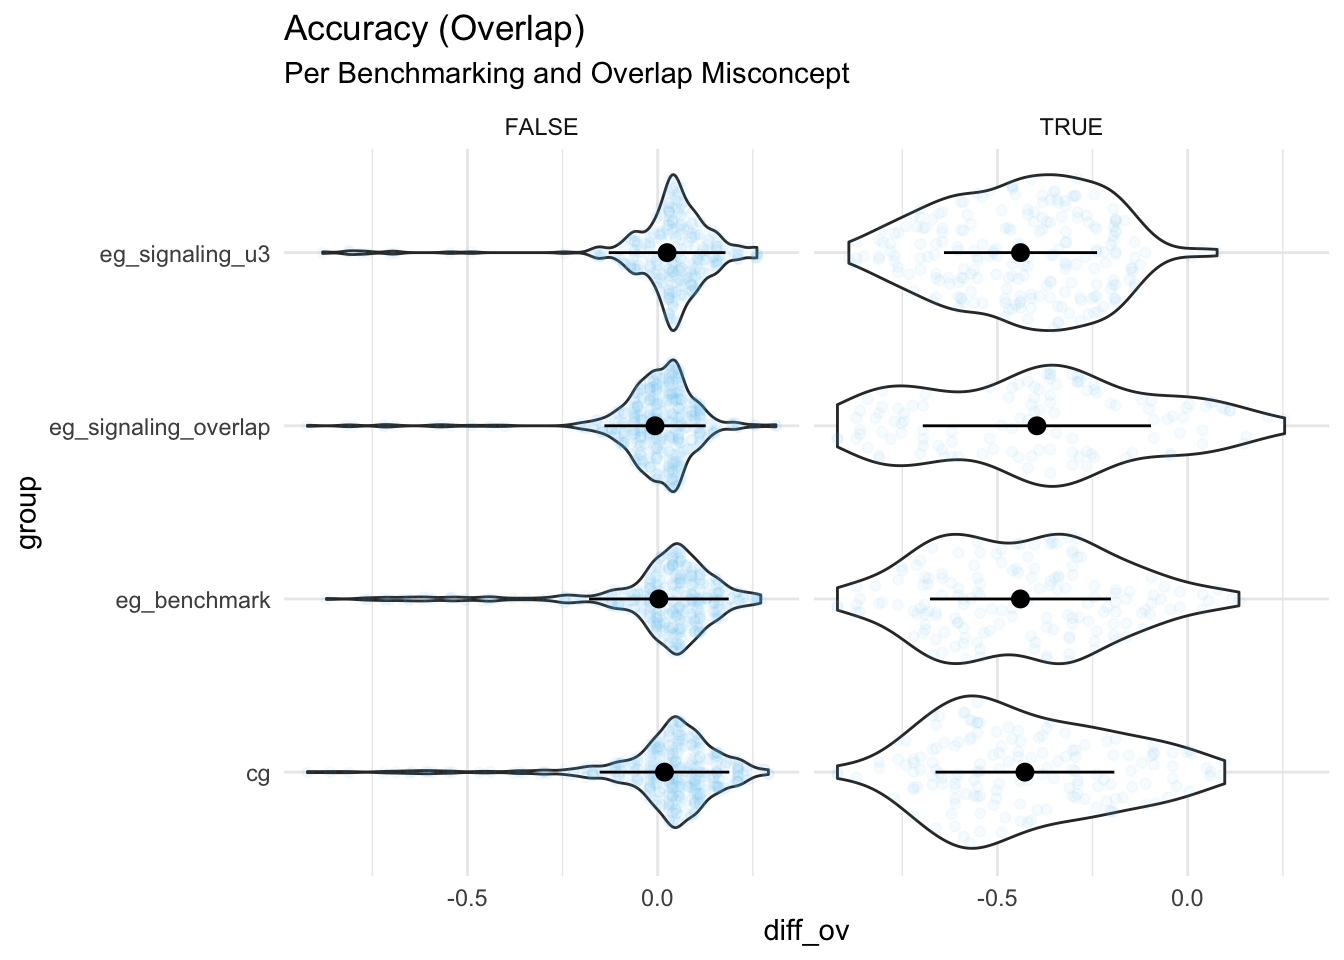 Accuracy (Overlap)
Per Benchmarking and Overlap Misconcept
FALSE
TRUE
eg_signaling_u3
eg_signaling_overlap
eg_benchmark
cg
group
-0.5
0.0
-0.5
0.0
diff_ov